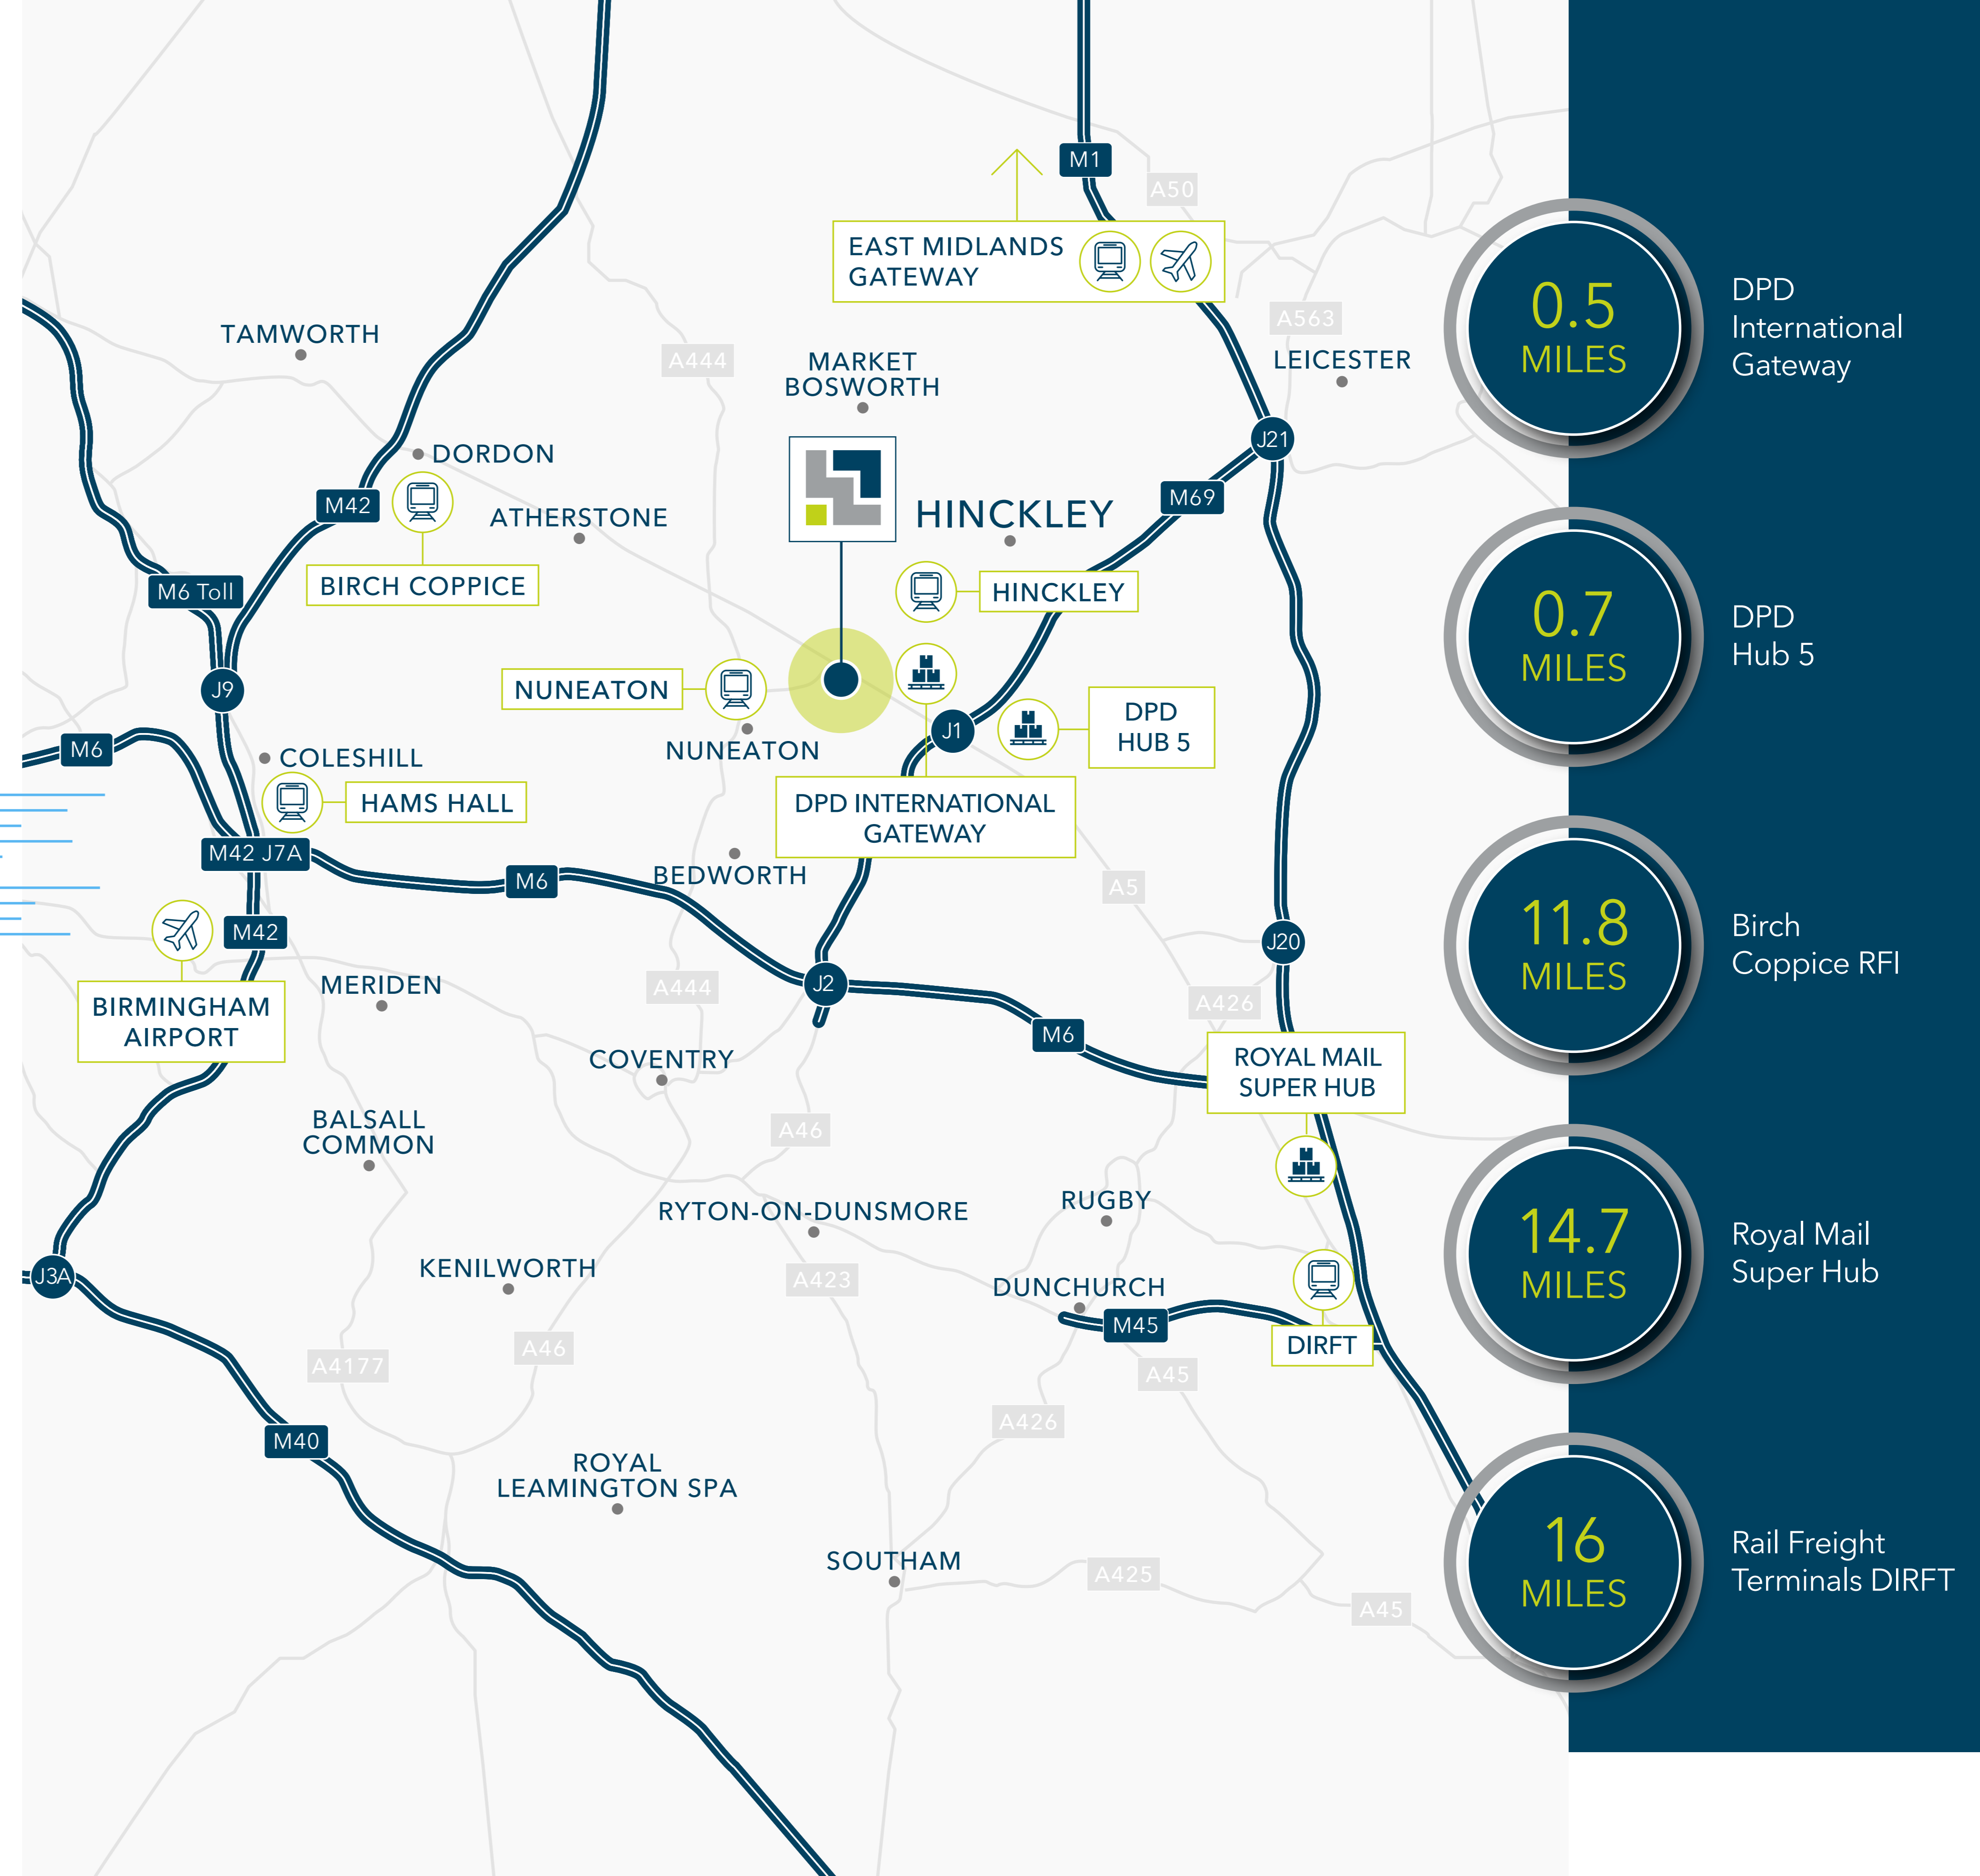 M1
A50
EAST MIDLANDS
GATEWAY
A563
TAMWORTH
A444
MARKET
BOSWORTH
LEICESTER
J21
DORDON
M42
ATHERSTONE
HINCKLEY
M69
BIRCH COPPICE
M6 Toll
HINCKLEY
NUNEATON
J9
DPD
HUB 5
J1
M6
NUNEATON
COLESHILL
HAMS HALL
DPD INTERNATIONAL
GATEWAY
M42 J7A
M6
BEDWORTH
A5
M42
J20
MERIDEN
A444
J2
A426
BIRMINGHAM
AIRPORT
M6
COVENTRY
ROYAL MAIL
SUPER HUB
BALSALL
COMMON
A46
RYTON-ON-DUNSMORE
RUGBY
J3A
KENILWORTH
A423
DUNCHURCH
M45
DIRFT
A4177
A46
A45
A426
M40
ROYAL
LEAMINGTON SPA
SOUTHAM
A425
A45
0.5
MILES
DPD
International
Gateway
0.7
MILES
DPD
Hub 5
11.8
MILES
Birch
Coppice RFI
14.7
MILES
Royal Mail
Super Hub
16
MILES
Rail Freight
Terminals DIRFT